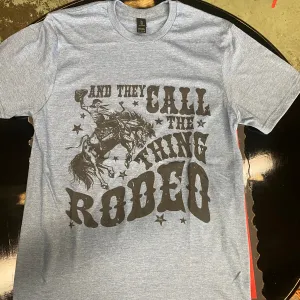 AND THEY CALL
THE
THING
RODEO